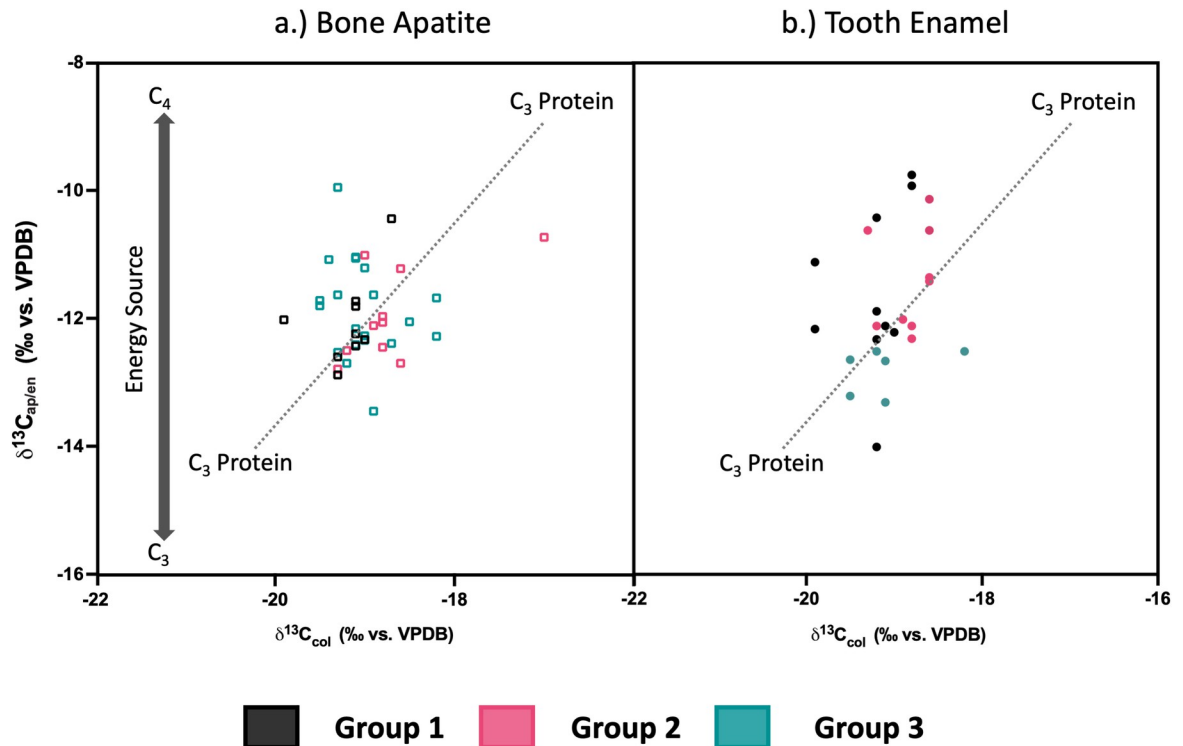 a.) Bone Apatite
b.) Tooth Enamel
-8
-10
-12
-14
-16
δ13Cap/en (‰ vs. VPDB)
C4
Energy Source
C3
C3 Protein
C3 Protein
C3 Protein
C3 Protein
-22
-20
-18
-22
-20
-18
-16
δ13Ccol (‰ vs. VPDB)
δ13Ccol (‰ vs. VPDB)
Group 1
Group 2
Group 3